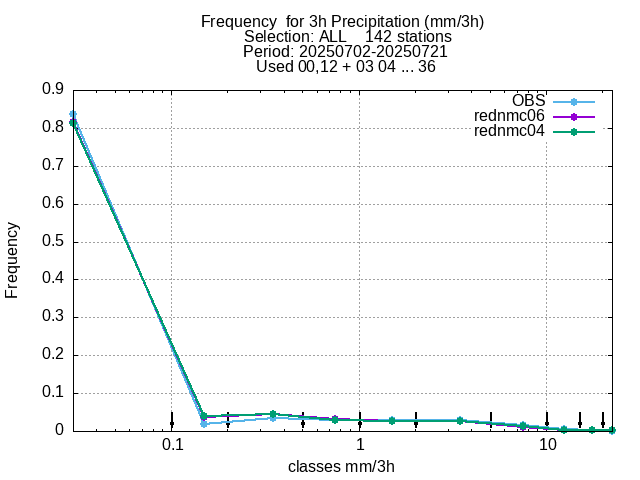 Frequency  for 3h Precipitation (mm/3h)
Selection: ALL    142 stations
Period: 20250702-20250721
Used 00,12 + 03 04 ... 36
OBS
rednmc06
rednmc04
Frequency
0.9
0.8
0.7
0.6
0.5
0.4
0.3
0.2
0.1
0
0.1 1 10
classes mm/3h